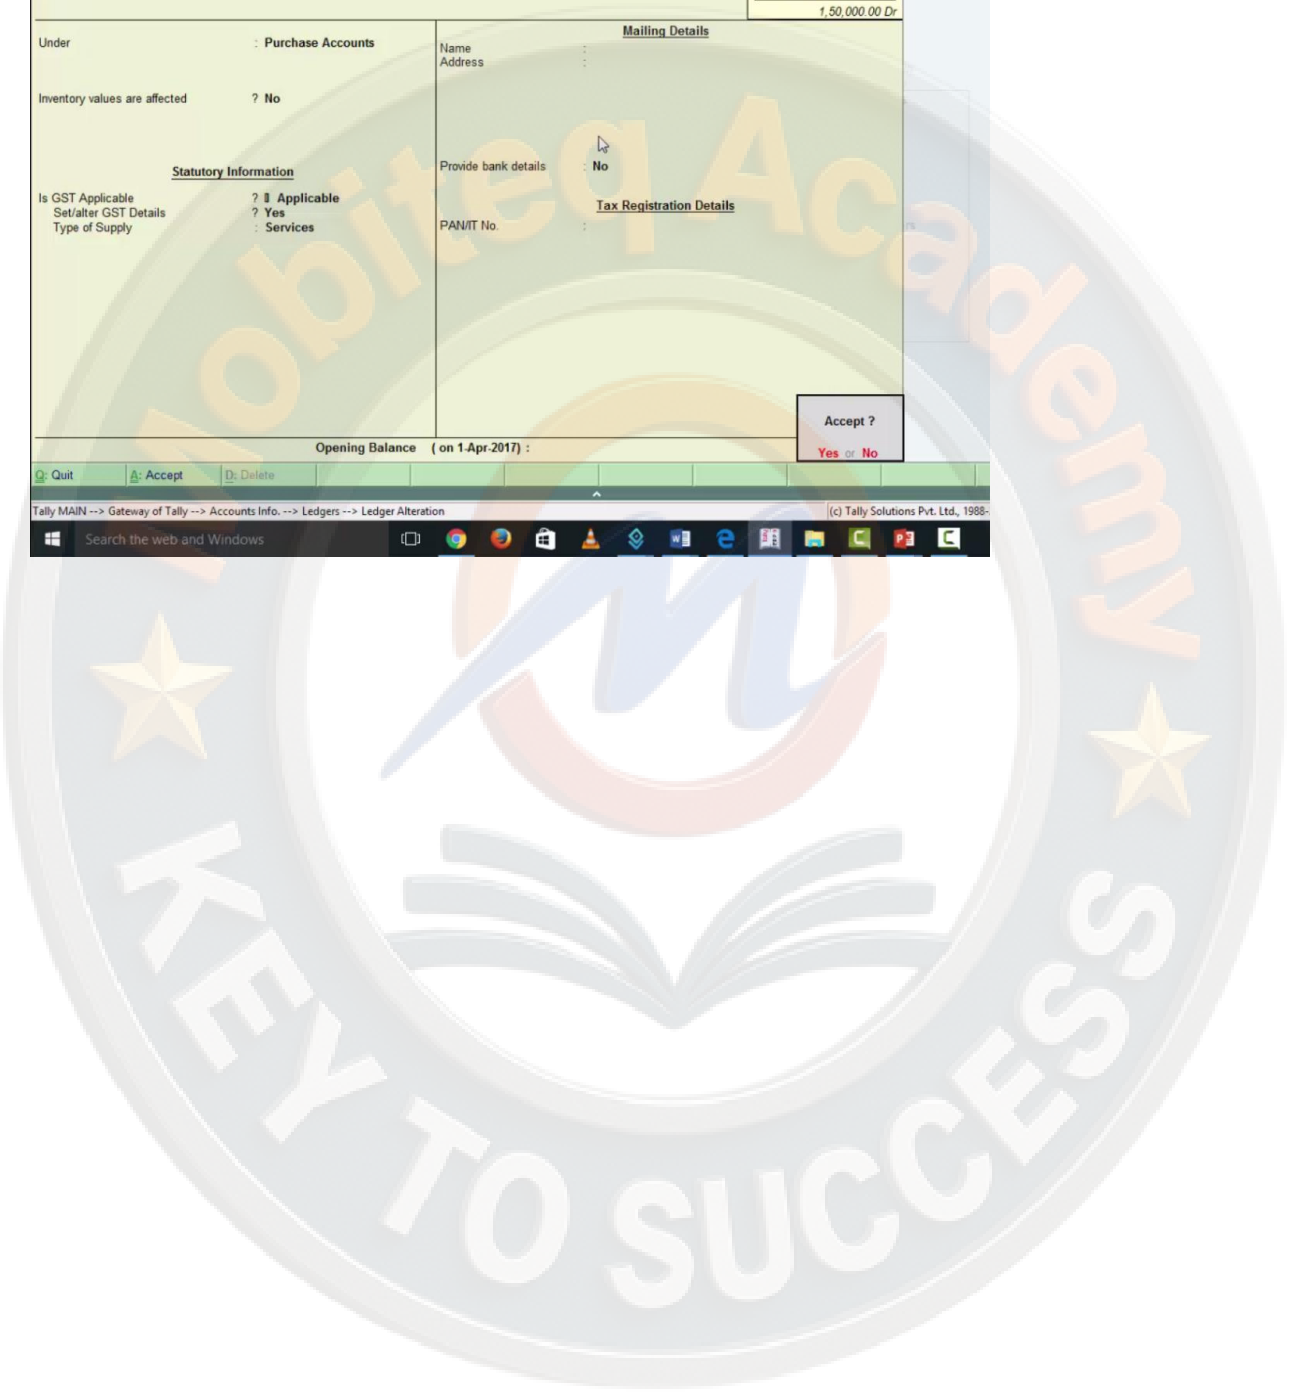 1,50,000.00 Dr
Under : Purchase Accounts
Mailing Details
Name :
Address :
Inventory values are affected ? No
Provide bank details : No
Statutory Information
Is GST Applicable ? Applicable
Set/alter GST Details ? Yes
Type of Supply : Services
Tax Registration Details
PAN/IT No. :
Accept ?
Yes or No
Opening Balance ( on 1-Apr-2017) :
Q: Quit A: Accept D: Delete
Tally MAIN --> Gateway of Tally --> Accounts Info. --> Ledgers --> Ledger Alteration (c) Tally Solutions Pvt. Ltd., 1988-
Search the web and Windows
Mobiteq Academy
KEY TO SUCCESS